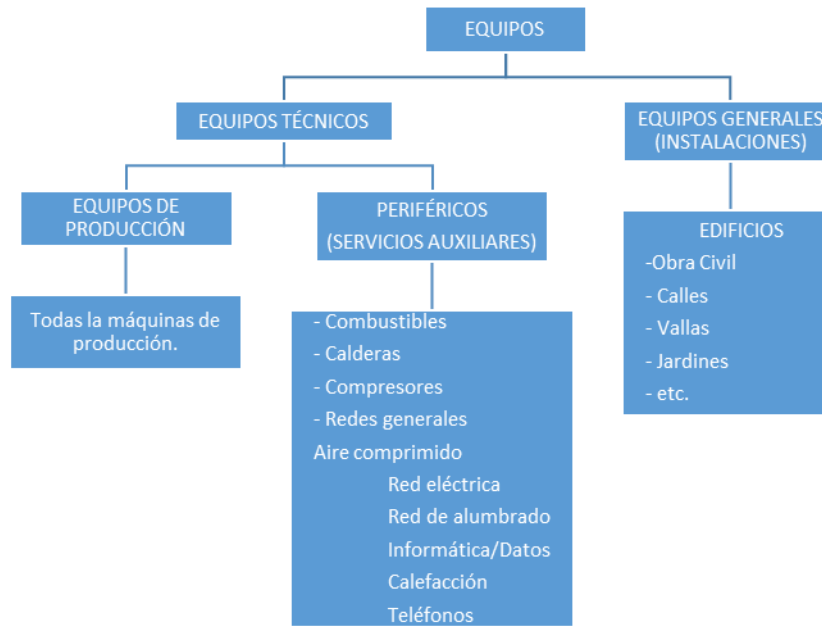 EQUIPOS
EQUIPOS TÉCNICOS
EQUIPOS GENERALES
(INSTALACIONES)
EQUIPOS DE
PRODUCCIÓN
PERIFÉRICOS
(SERVICIOS AUXILIARES)
EDIFICIOS
-Obra Civil
- Calles
- Vallas
- Jardines
- etc.
Todas la máquinas de
producción.
- Combustibles
- Calderas
- Compresores
- Redes generales
Aire comprimido
Red eléctrica
Red de alumbrado
Informática/Datos
Calefacción
Teléfonos